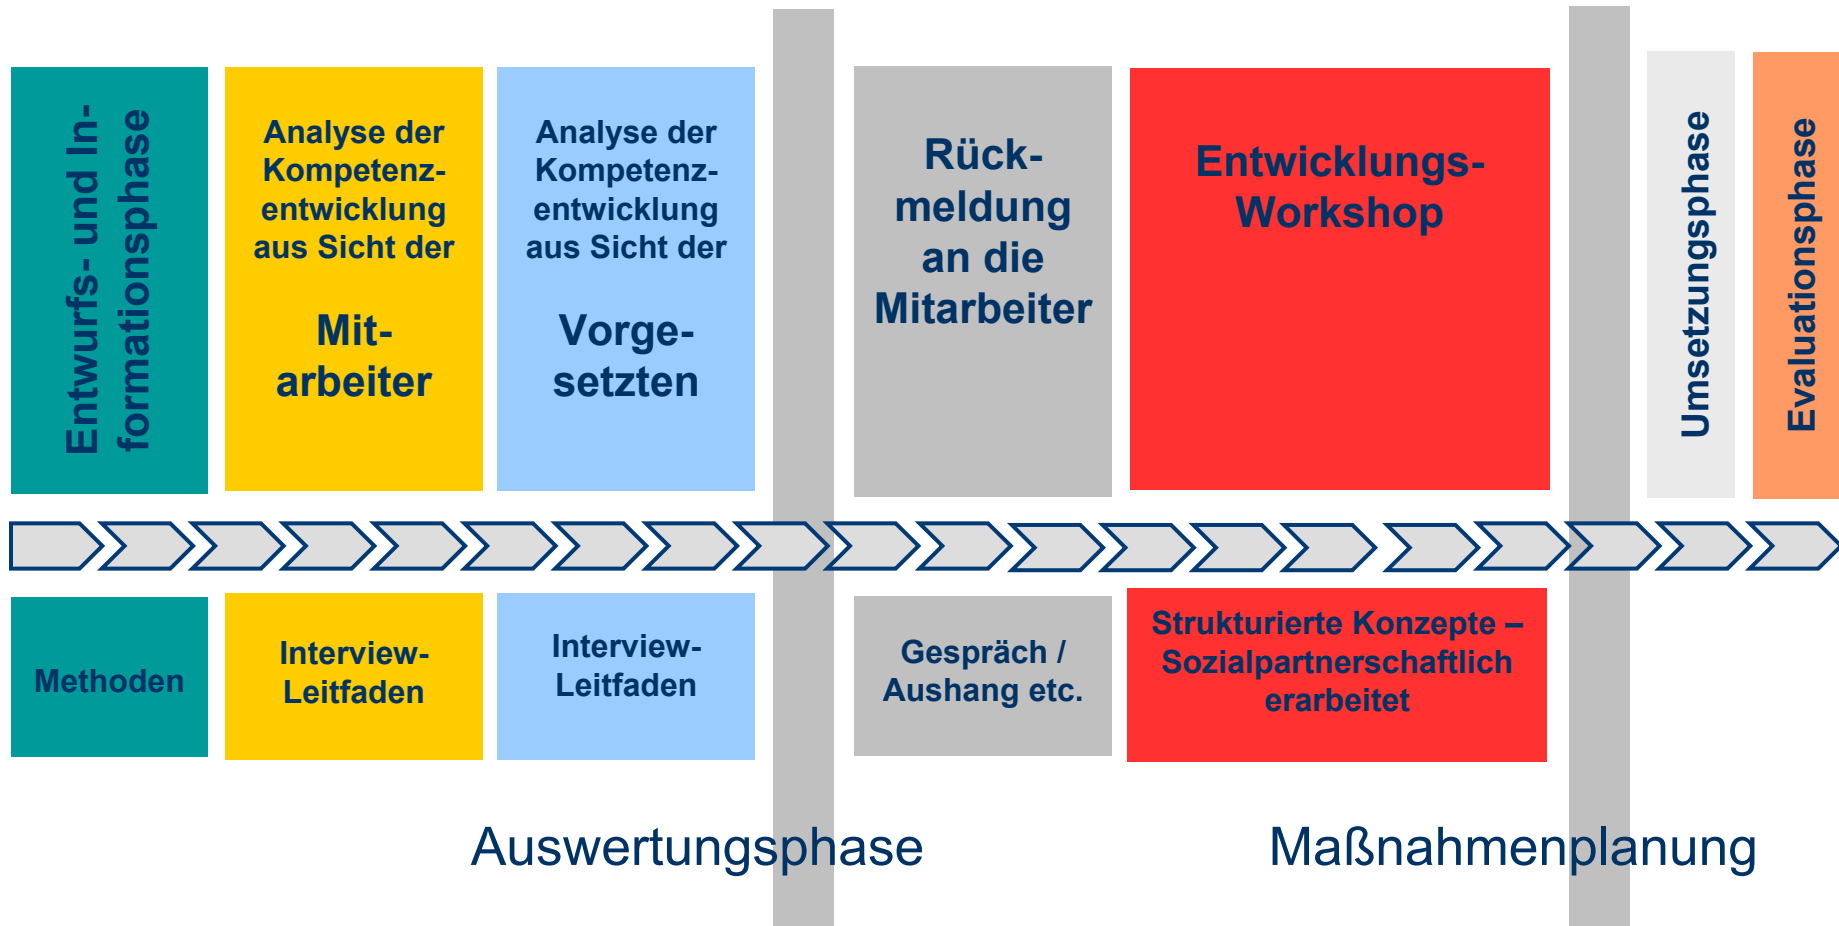 Entwurfs- und In-
formationsphase
Analyse der
Kompetenz-
entwicklung
aus Sicht der
Mit-
arbeiter
Analyse der
Kompetenz-
entwicklung
aus Sicht der
Vorge-
setzten
Rück-
meldung
an die
Mitarbeiter
Entwicklungs-
Workshop
Umsetzungsphase
Evaluationsphase
Methoden
Interview-
Leitfaden
Interview-
Leitfaden
Gespräch /
Aushang etc.
Strukturierte Konzepte –
Sozialpartnerschaftlich
erarbeitet
Auswertungsphase
Maßnahmenplanung